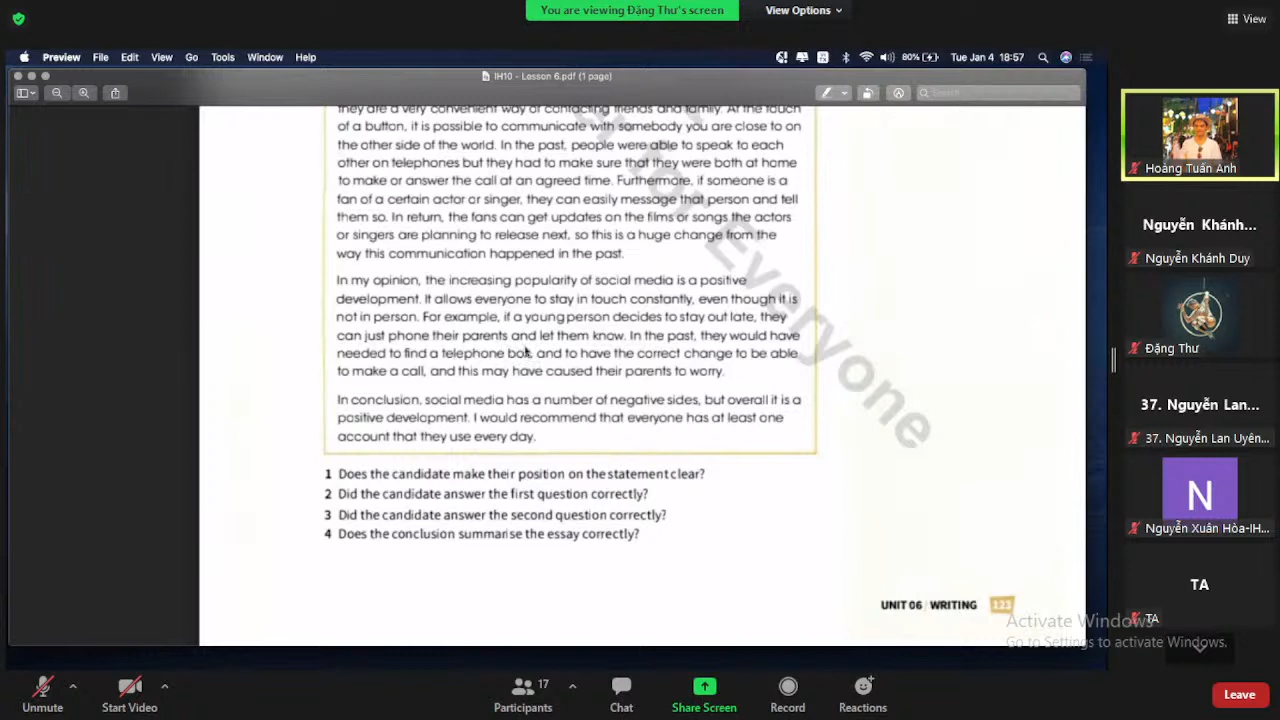 You are viewing Đặng Thư's screen
View Options
View
Preview File Edit View Go Tools Window Help
80% Tue Jan 4 18:57
IH10 - Lesson 6.pdf (1 page)
Search
they are a very convenient way of contacting friends and family. At the touch
of a button, it is possible to communicate with somebody you are close to on
the other side of the world. In the past, people were able to speak to each
other on telephones but they had to make sure that they were both at home
to make or answer the call at an agreed time. Furthermore, if someone is a
fan of a certain actor or singer, they can easily message that person and tell
them so. In return, the fans can get updates on the films or songs the actors
or singers are planning to release next, so this is a huge change from the
way this communication happened in the past.
In my opinion, the increasing popularity of social media is a positive
development. It allows everyone to stay in touch constantly, even though it is
not in person. For example, if a young person decides to stay out late, they
can just phone their parents and let them know. In the past, they would have
needed to find a telephone box, and to have the correct change to be able
to make a call, and this may have caused their parents to worry.
In conclusion, social media has a number of negative sides, but overall it is a
positive development. I would recommend that everyone has at least one
account that they use every day.
for Everyone
1 Does the candidate make their position on the statement clear?
2 Did the candidate answer the first question correctly?
3 Did the candidate answer the second question correctly?
4 Does the conclusion summarise the essay correctly?
UNIT 06 / WRITING 123
Activate Windows
Go to Settings to activate Windows.
Hoàng Tuấn Anh
Nguyễn Khánh...
Nguyễn Khánh Duy
Đặng Thư
37. Nguyễn Lan...
37. Nguyễn Lan Uyên...
N
Nguyễn Xuân Hòa-IH...
TA
TA
Unmute
Start Video
17
Participants
Chat
Share Screen
Record
Reactions
Leave